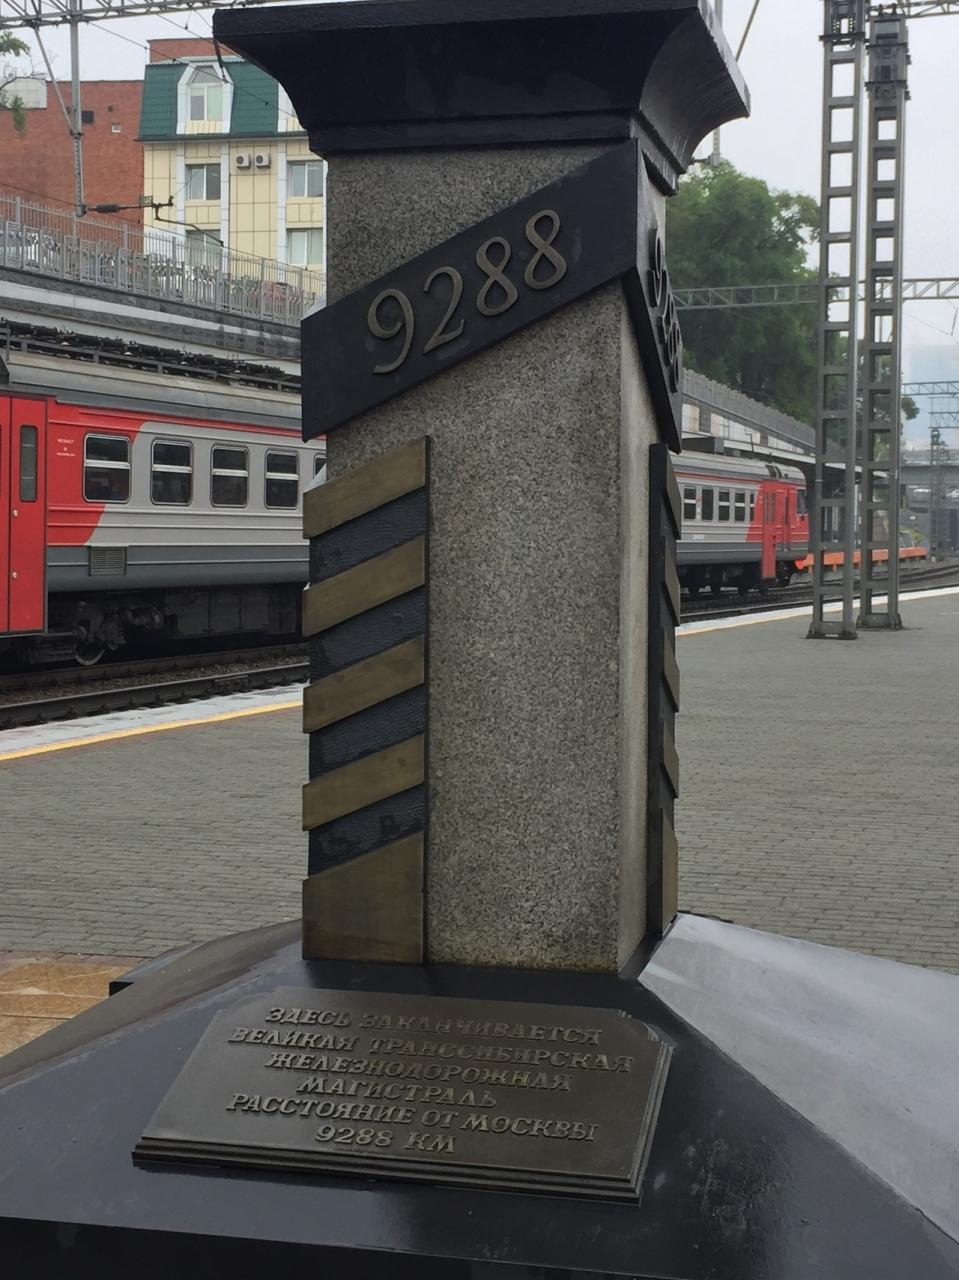 9288
ЗДЕСЬ ЗАКАНЧИВАЕТСЯ
ВЕЛИКАЯ ТРАНССИБИРСКАЯ
ЖЕЛЕЗНОДОРОЖНАЯ
МАГИСТРАЛЬ
РАССТОЯНИЕ ОТ МОСКВЫ
9288 КМ